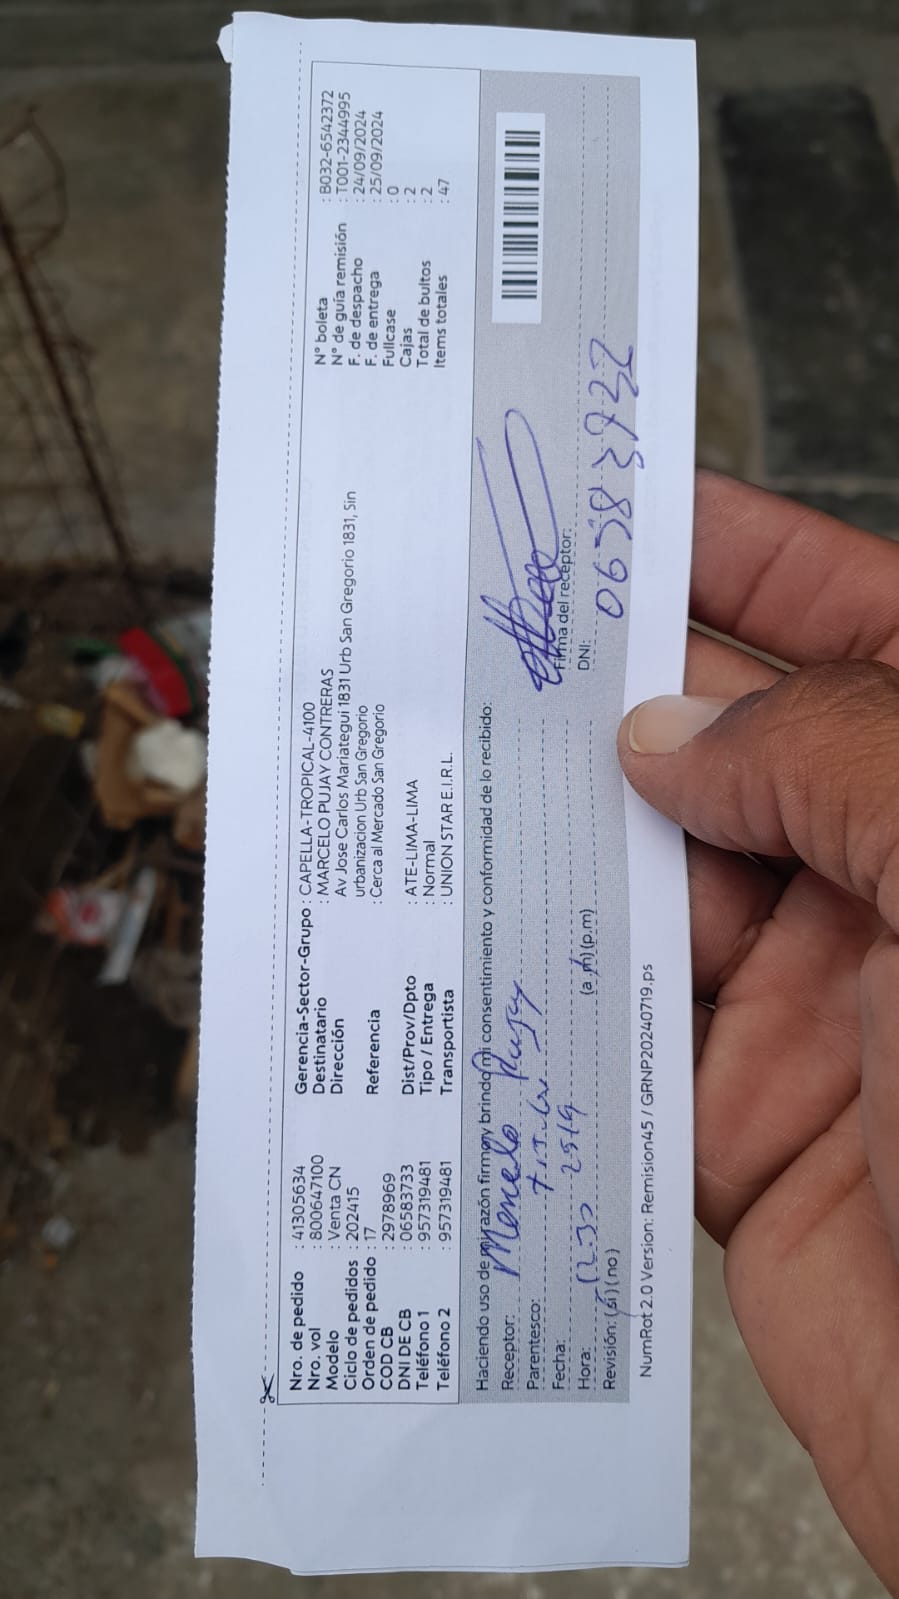 Nro. de pedido : 41305634
Nro. vol : 800647100
Modelo : Venta CN
Ciclo de pedidos : 202415
Orden de pedido : 17
COD CB : 2978969
DNI DE CB : 06583733
Teléfono 1 : 957319481
Teléfono 2 : 957319481
Gerencia-Sector-Grupo : CAPELLA-TROPICAL-4100
Destinatario : MARCELO PUJAY CONTRERAS
Dirección Av Jose Carlos Mariategui 1831 Urb San Gregorio 1831, Sin
urbanizacion Urb San Gregorio
Referencia : Cerca al Mercado San Gregorio
Dist/Prov/Dpto : ATE-LIMA-LIMA
Tipo / Entrega : Normal
Transportista : UNION STAR E.I.R.L.
N° boleta : B032-6542372
N° de guía remisión : T001-2344995
F. de despacho : 24/09/2024
F. de entrega : 25/09/2024
Fullcase : 0
Cajas : 2
Total de bultos : 2
Items totales : 47
Haciendo uso de mi razón firmo y brindo mi consentimiento y conformidad de lo recibido:
Receptor: Pujay
Parentesco:
Fecha: 25/9
Hora: 12:30 (a.m)(p.m)
Revisión: (si) (no)
Firma del receptor:
DNI:
NumRot 2.0 Version: Remision45 / GRNP20240719.ps